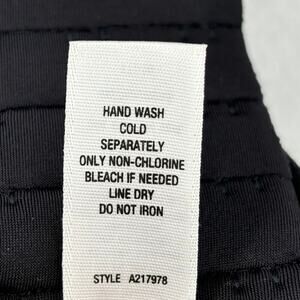 HAND WASH
COLD
SEPARATELY
ONLY NON-CHLORINE
BLEACH IF NEEDED
LINE DRY
DO NOT IRON
STYLE A217978